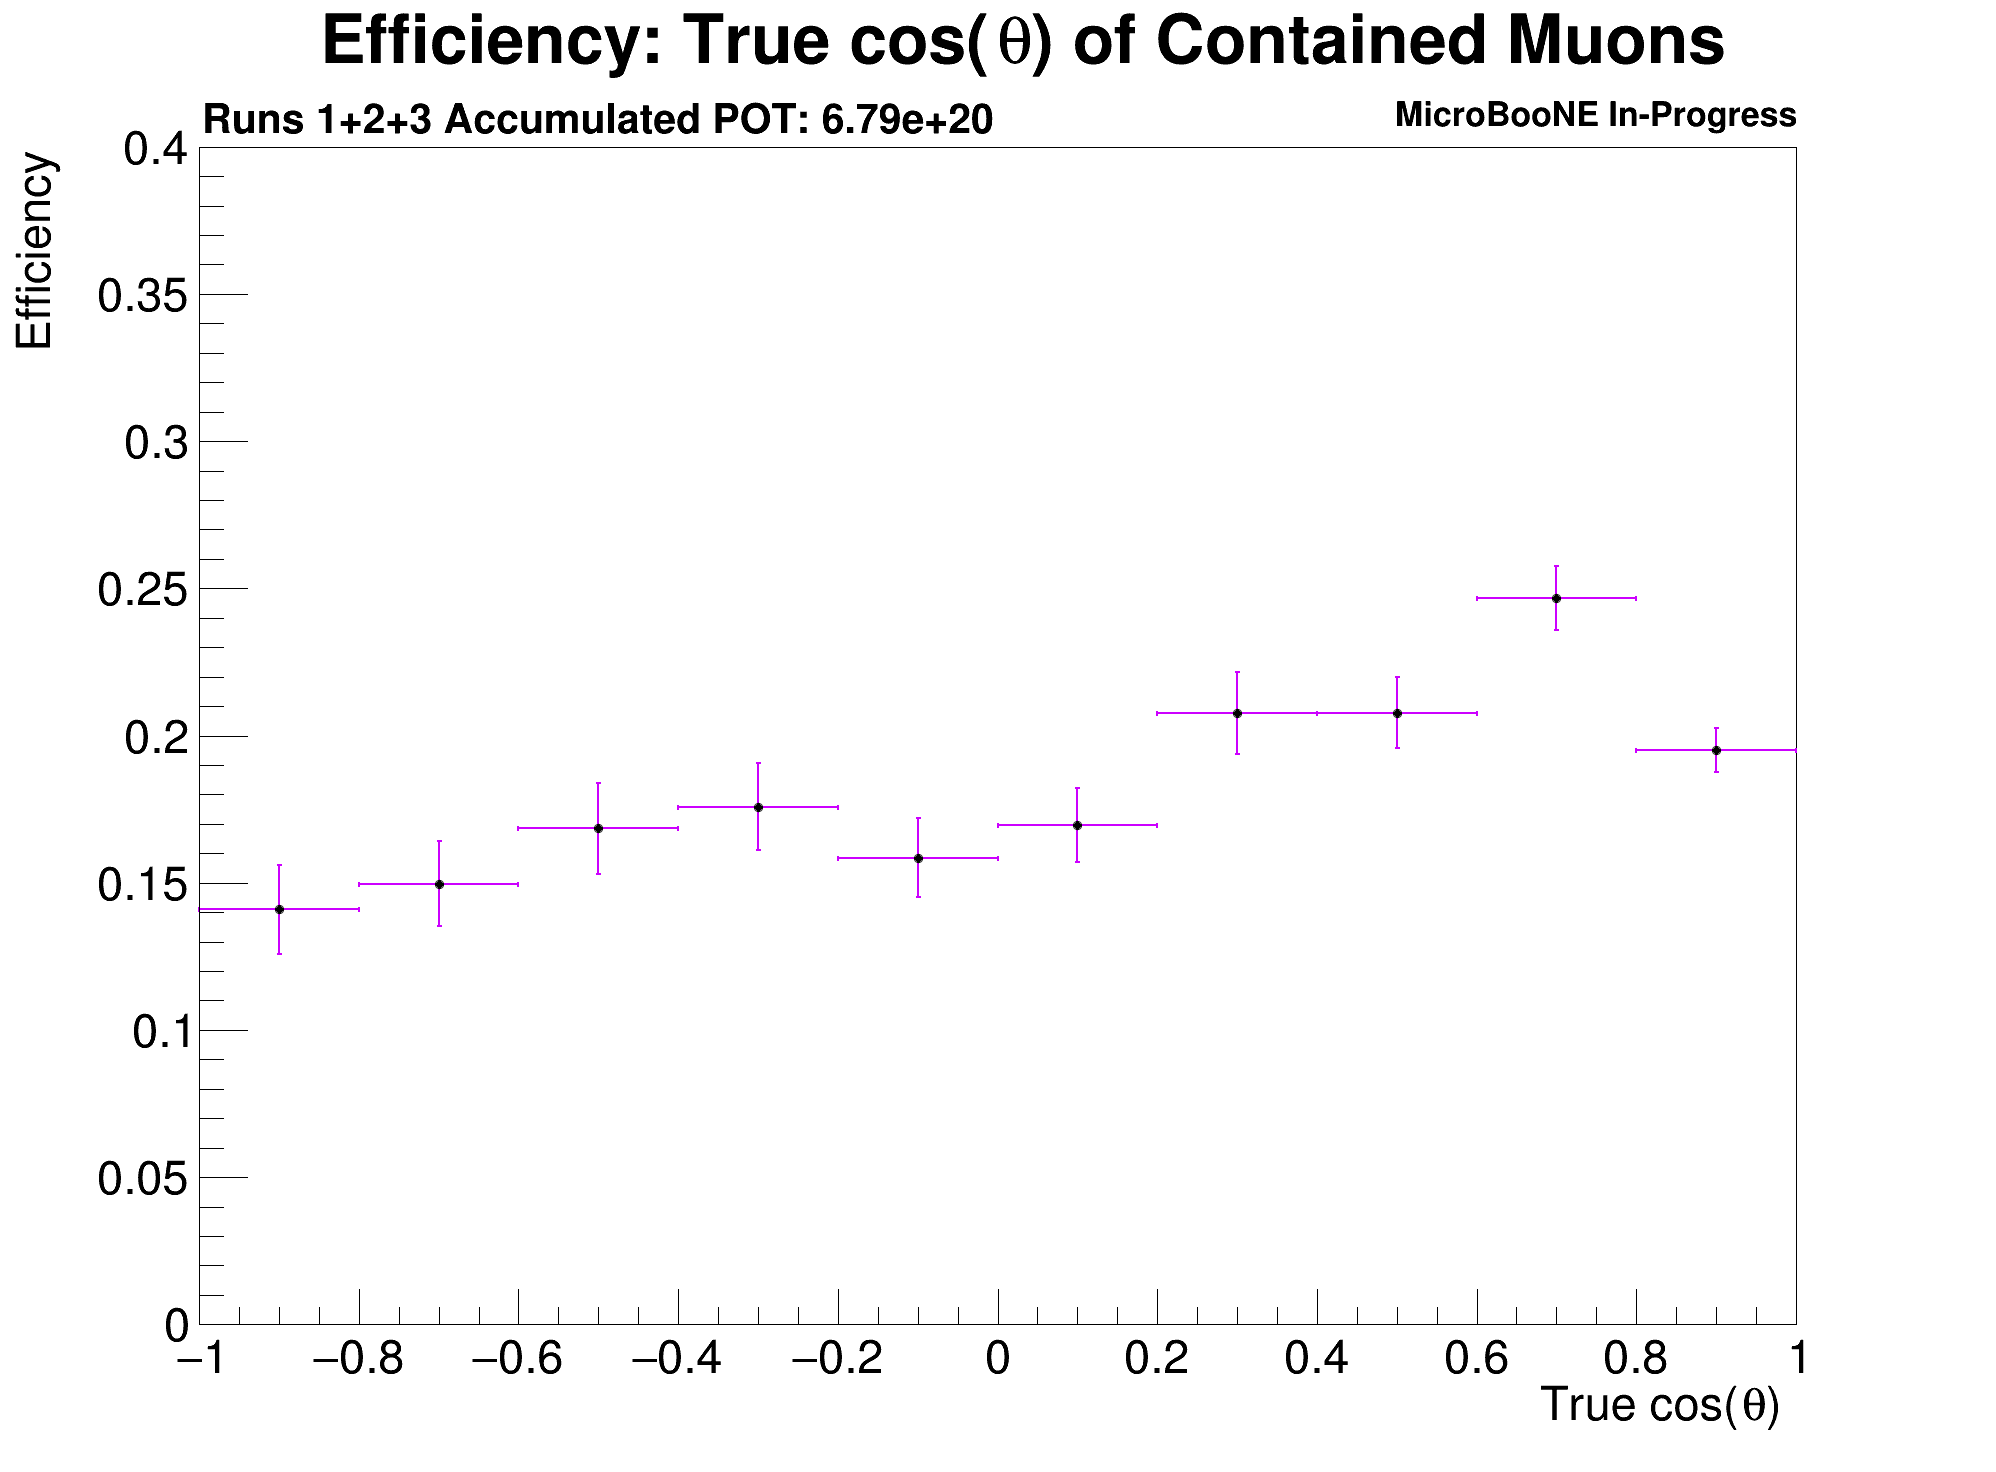 Efficiency: True cos(θ) of Contained Muons
Runs 1+2+3 Accumulated POT: 6.79e+20
MicroBooNE In-Progress
Efficiency
0.4
0.35
0.3
0.25
0.2
0.15
0.1
0.05
0
−1 −0.8 −0.6 −0.4 −0.2 0 0.2 0.4 0.6 0.8 1
True cos(θ)